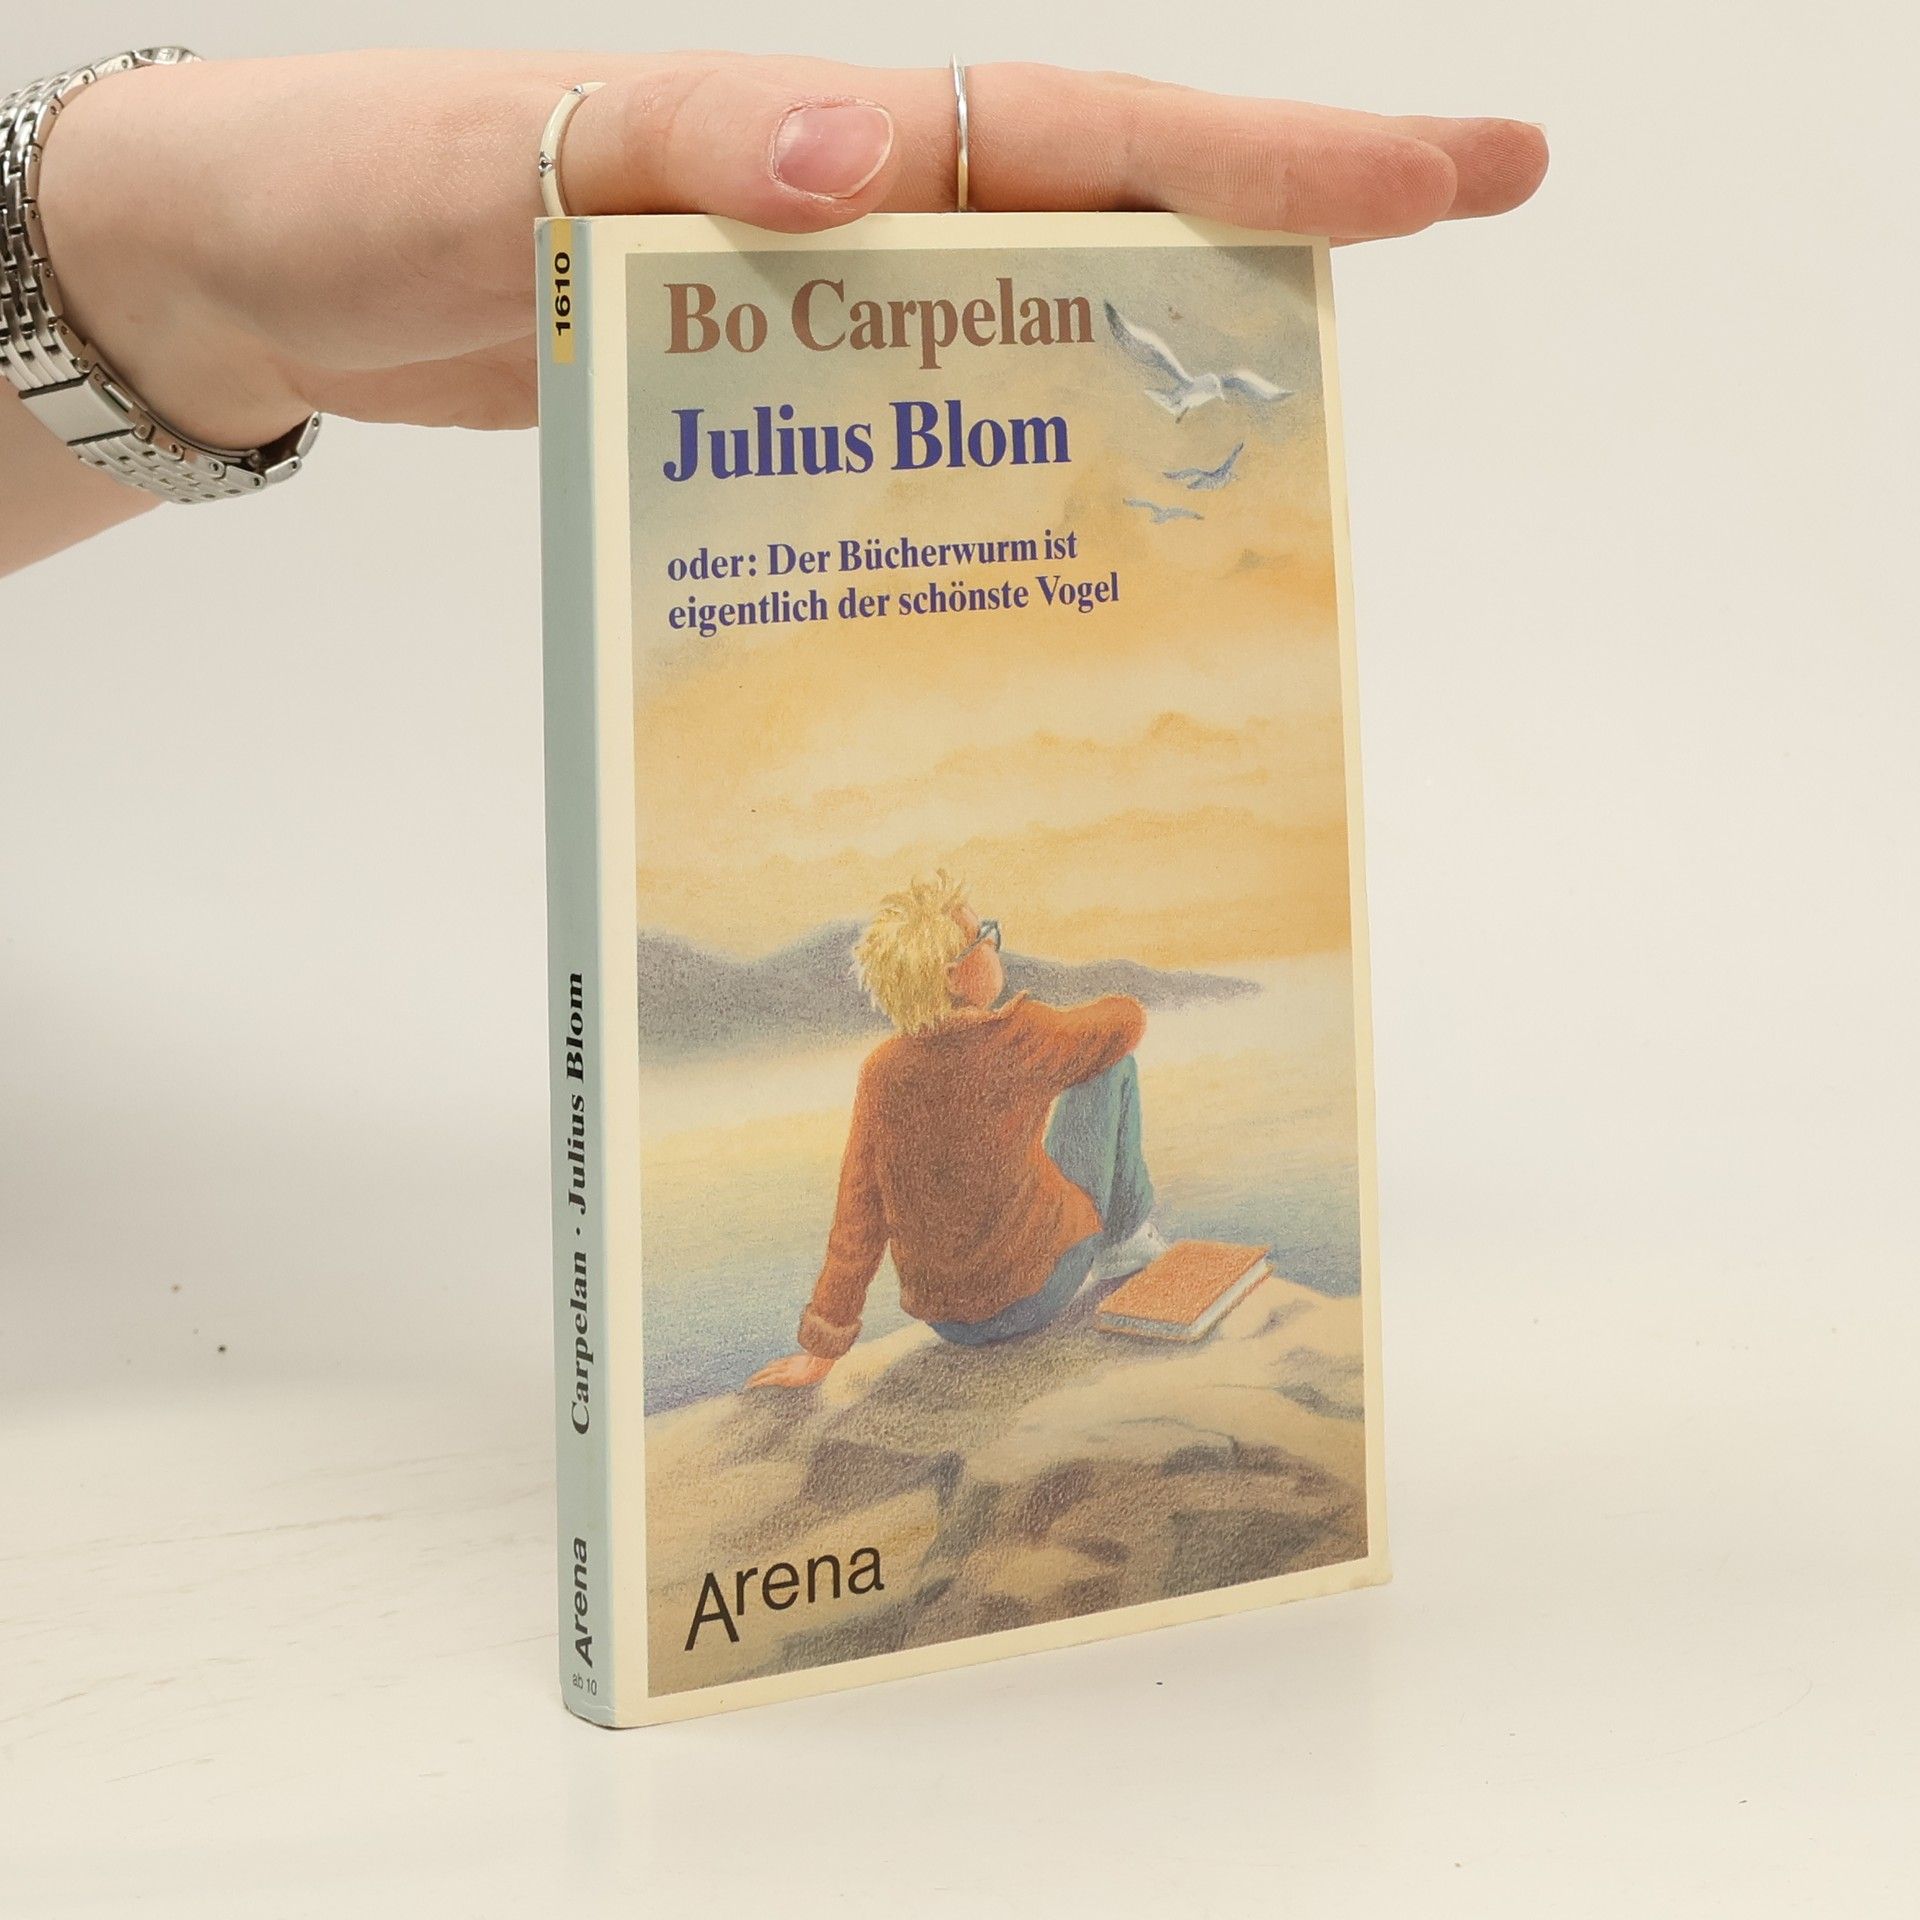 1610
Carpelan · Julius Blom
Arena
ab 10
Bo Carpelan
Julius Blom
oder: Der Bücherwurm ist
eigentlich der schönste Vogel
Arena